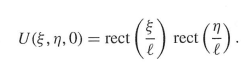 U(ξ, η, 0) = rect (ξ/ℓ) rect (η/ℓ).